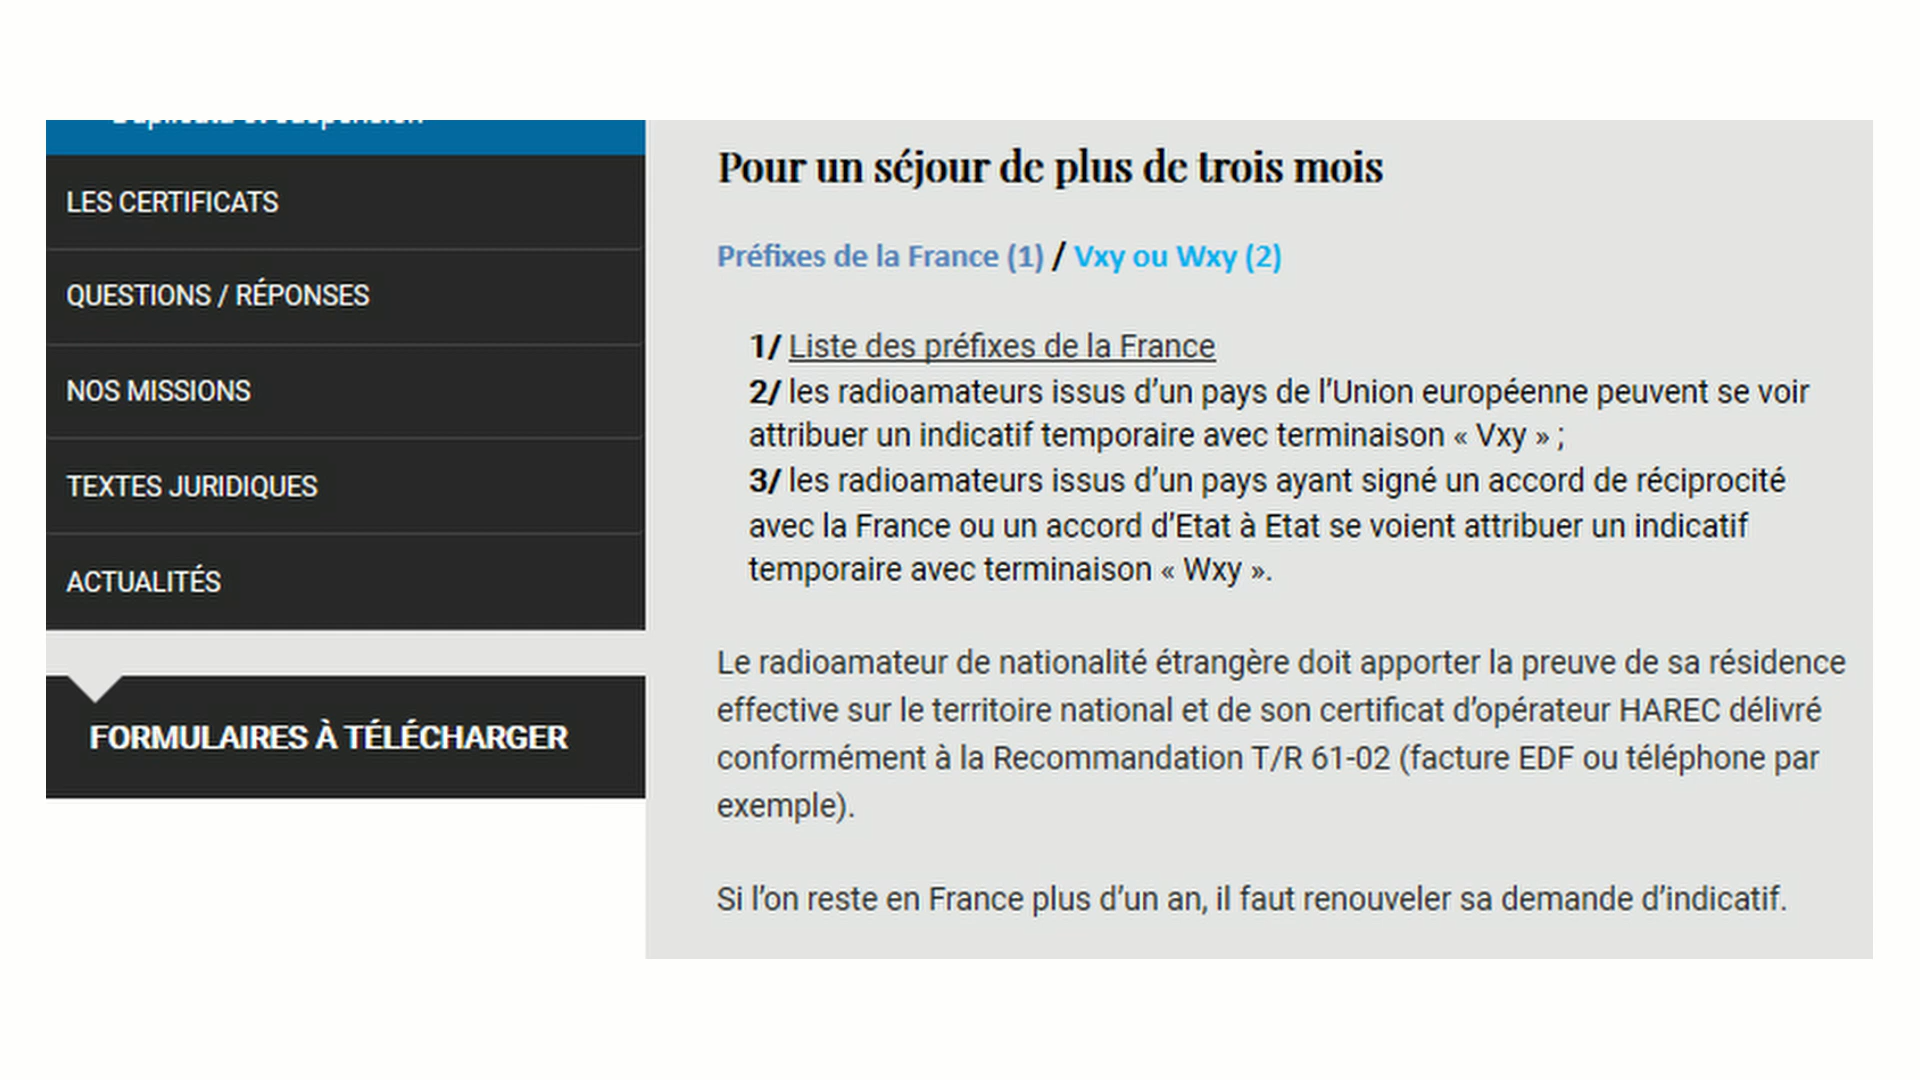 LES CERTIFICATS
QUESTIONS / RÉPONSES
NOS MISSIONS
TEXTES JURIDIQUES
ACTUALITÉS
FORMULAIRES À TÉLÉCHARGER
Pour un séjour de plus de trois mois
Préfixes de la France (1) / Vxy ou Wxy (2)
1/ Liste des préfixes de la France
2/ les radioamateurs issus d’un pays de l’Union européenne peuvent se voir
attribuer un indicatif temporaire avec terminaison « Vxy » ;
3/ les radioamateurs issus d’un pays ayant signé un accord de réciprocité
avec la France ou un accord d’Etat à Etat se voient attribuer un indicatif
temporaire avec terminaison « Wxy ».
Le radioamateur de nationalité étrangère doit apporter la preuve de sa résidence
effective sur le territoire national et de son certificat d’opérateur HAREC délivré
conformément à la Recommandation T/R 61-02 (facture EDF ou téléphone par
exemple).
Si l’on reste en France plus d’un an, il faut renouveler sa demande d’indicatif.